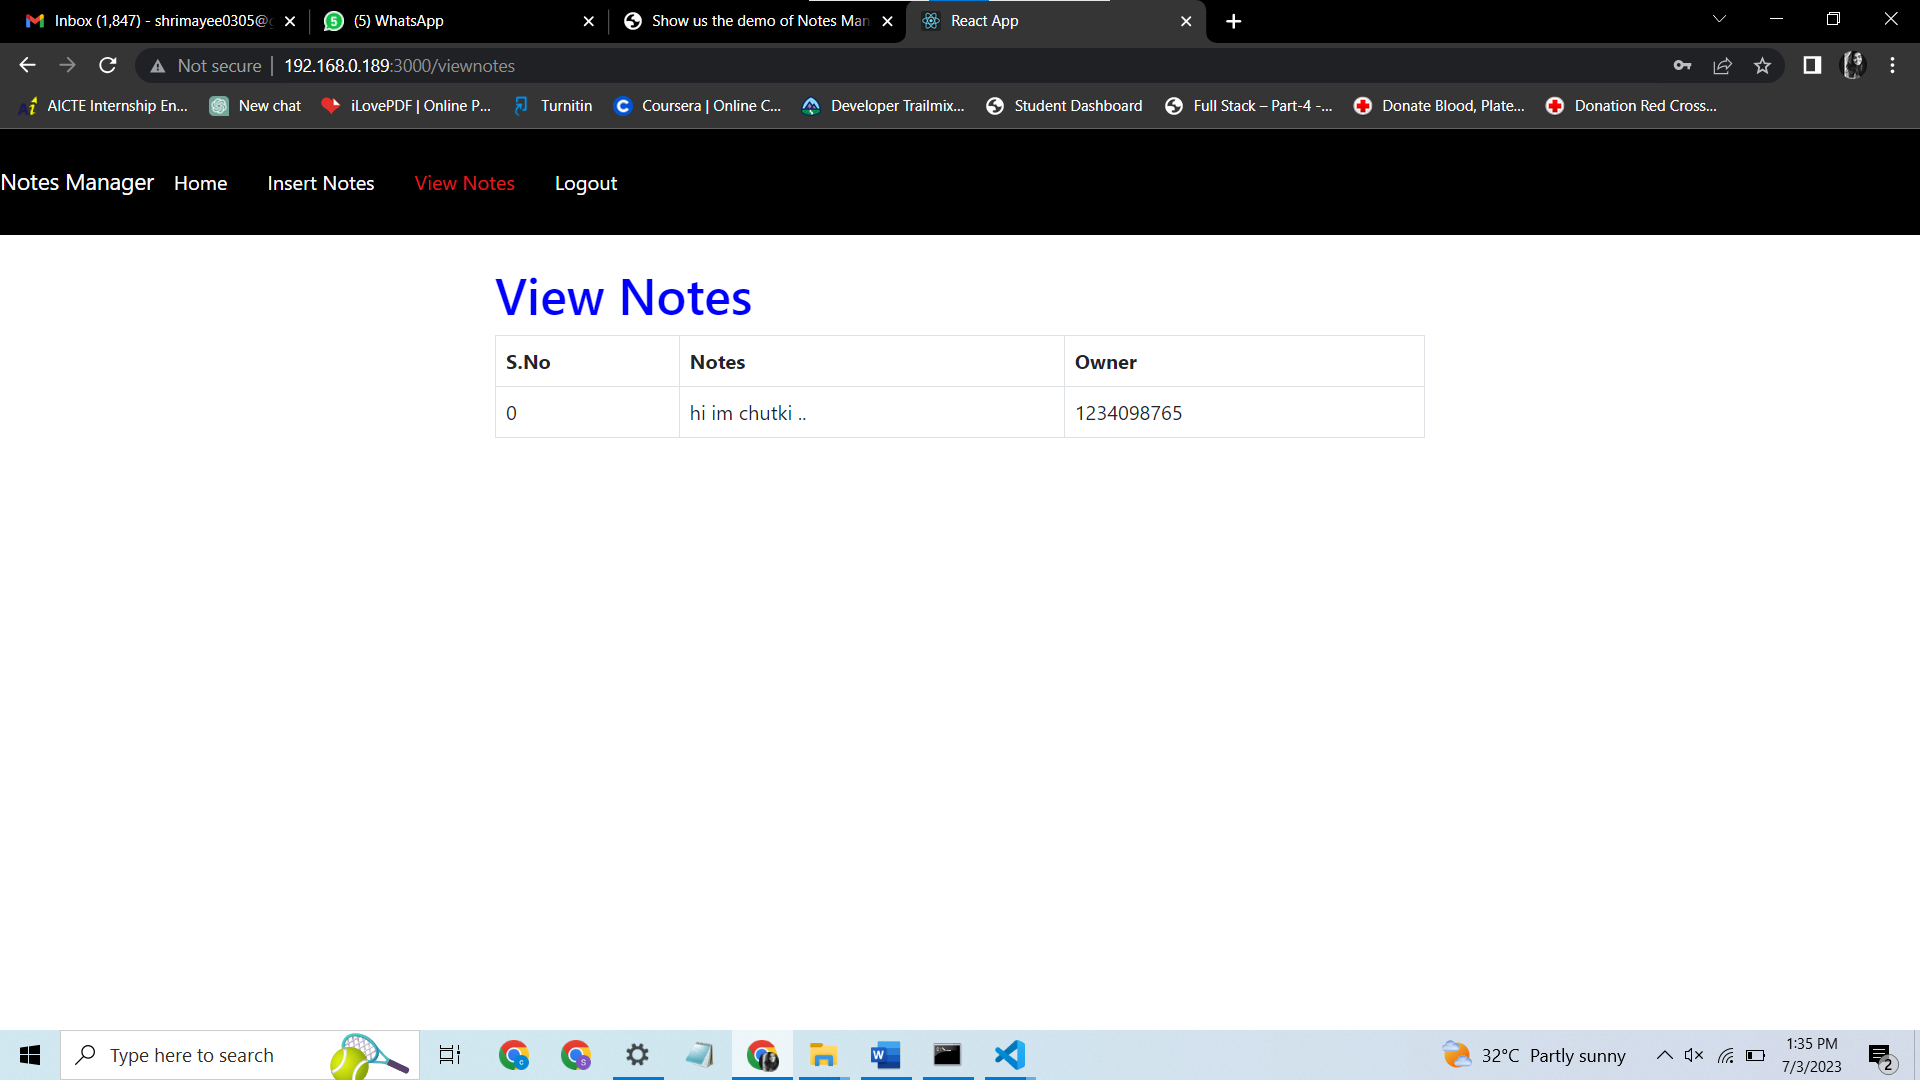 Inbox (1,847) - shrimayee0305@
(5) WhatsApp
Show us the demo of Notes Man
React App
Not secure
192.168.0.189:3000/viewnotes
AICTE Internship En...
New chat
iLovePDF | Online P...
Turnitin
Coursera | Online C...
Developer Trailmix...
Student Dashboard
Full Stack – Part-4 -...
Donate Blood, Plate...
Donation Red Cross...
Notes Manager Home Insert Notes View Notes Logout
View Notes
S.No Notes Owner
0 hi im chutki .. 1234098765
Type here to search
32°C Partly sunny
1:35 PM
7/3/2023
2